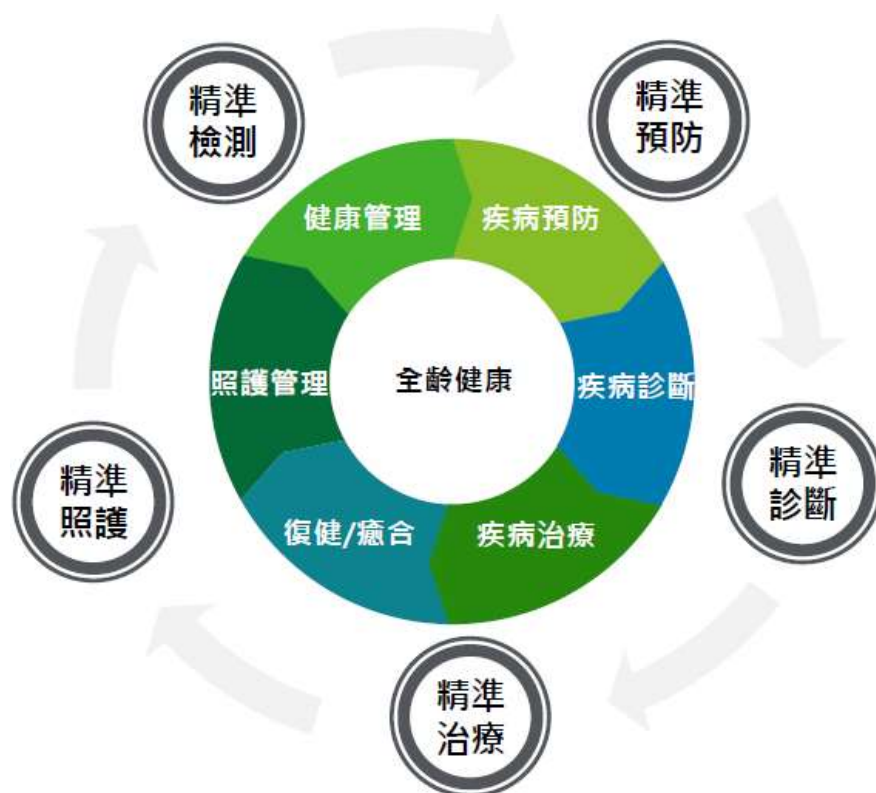 精準
檢測
精準
預防
健康管理
疾病預防
照護管理
全齡健康
疾病診斷
精準
照護
精準
診斷
復健/癒合
疾病治療
精準
治療